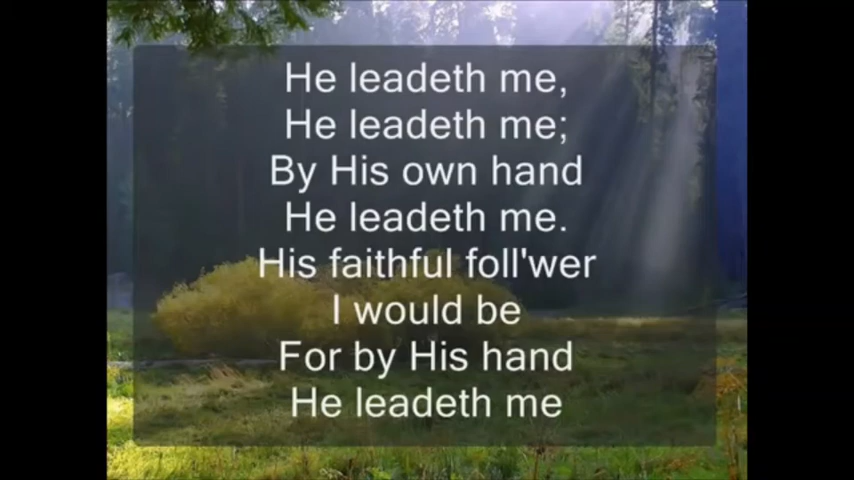 He leadeth me,
He leadeth me;
By His own hand
He leadeth me.
His faithful foll'wer
I would be
For by His hand
He leadeth me